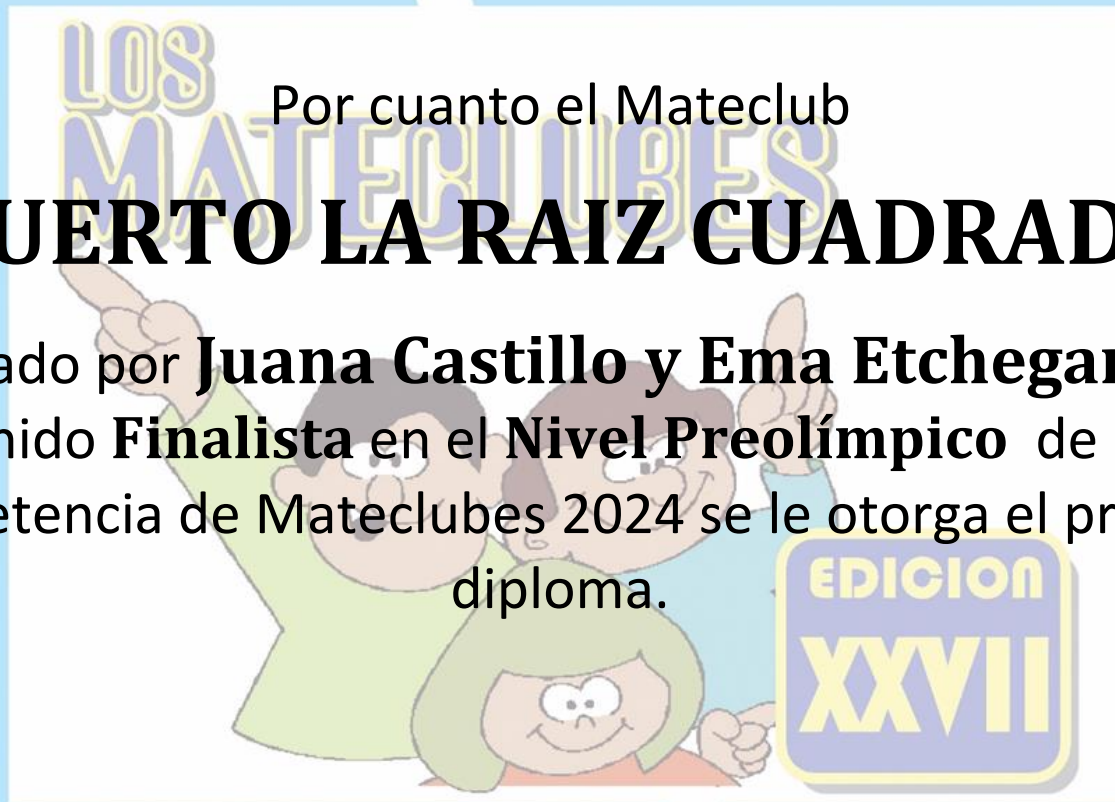 LOS
MATECLUBES
Por cuanto el Mateclub
UERTO LA RAIZ CUADRAD
ado por Juana Castillo y Ema Etchegar
nido Finalista en el Nivel Preolímpico de
etencia de Mateclubes 2024 se le otorga el pr
diploma.
EDICION
XXVII